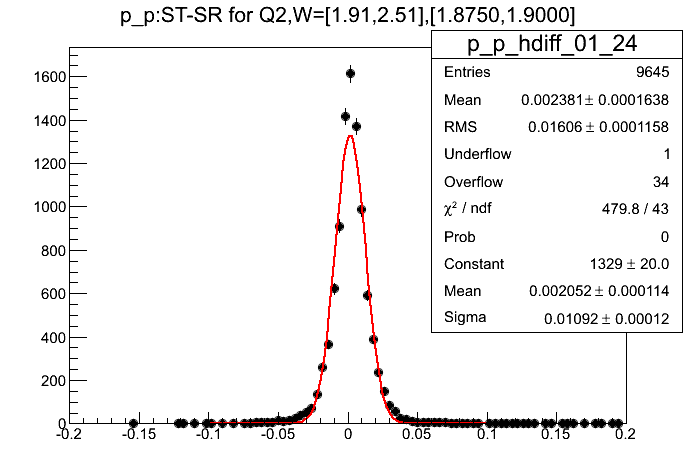 p_p:ST-SR for Q2,W=[1.91,2.51],[1.8750,1.9000]
p_p_hdiff_01_24
Entries 9645
Mean 0.002381± 0.0001638
RMS 0.01606± 0.0001158
Underflow 1
Overflow 34
χ² / ndf 479.8 / 43
Prob 0
Constant 1329 ± 20.0
Mean 0.002052± 0.000114
Sigma 0.01092± 0.00012
1600
1400
1200
1000
800
600
400
200
0
-0.2 -0.15 -0.1 -0.05 0 0.05 0.1 0.15 0.2